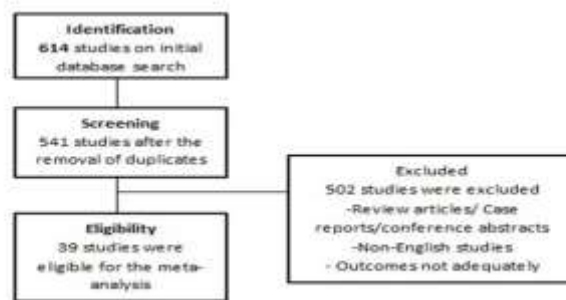 Identification
614 studies on initial
database search
Screening
541 studies after the
removal of duplicates
Excluded
502 studies were excluded
-Review articles/ Case
reports/conference abstracts
-Non-English studies
- Outcomes not adequately
Eligibility
39 studies were
eligible for the meta-
analysis